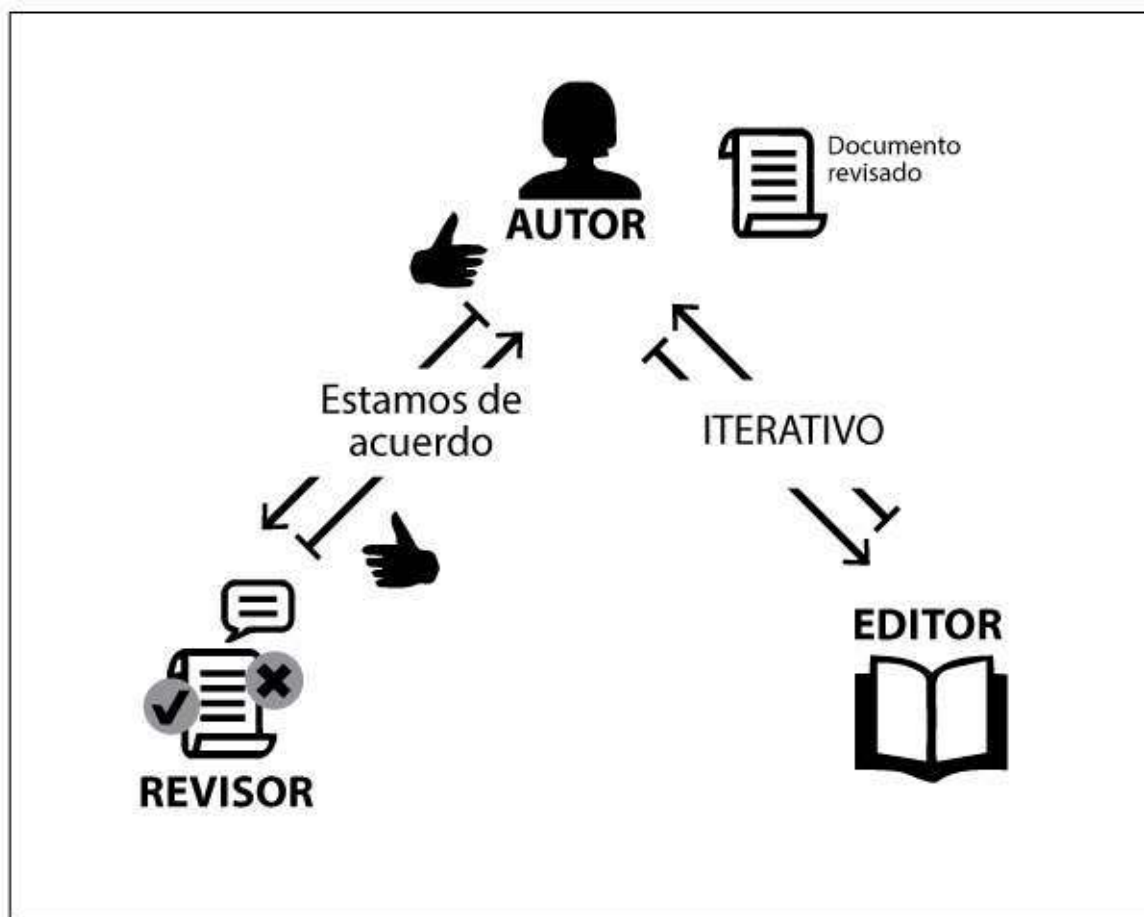 Documento
revisado
AUTOR
Estamos de
acuerdo
ITERATIVO
EDITOR
REVISOR